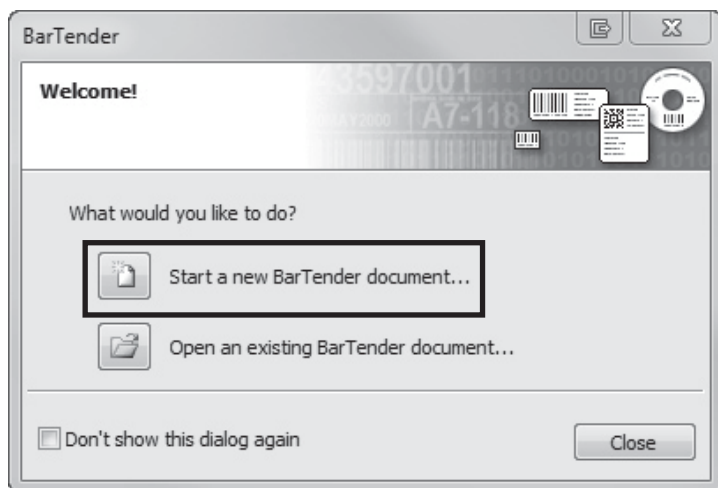 BarTender
Welcome!
A7-118
What would you like to do?
Start a new BarTender document...
Open an existing BarTender document...
Don't show this dialog again
Close